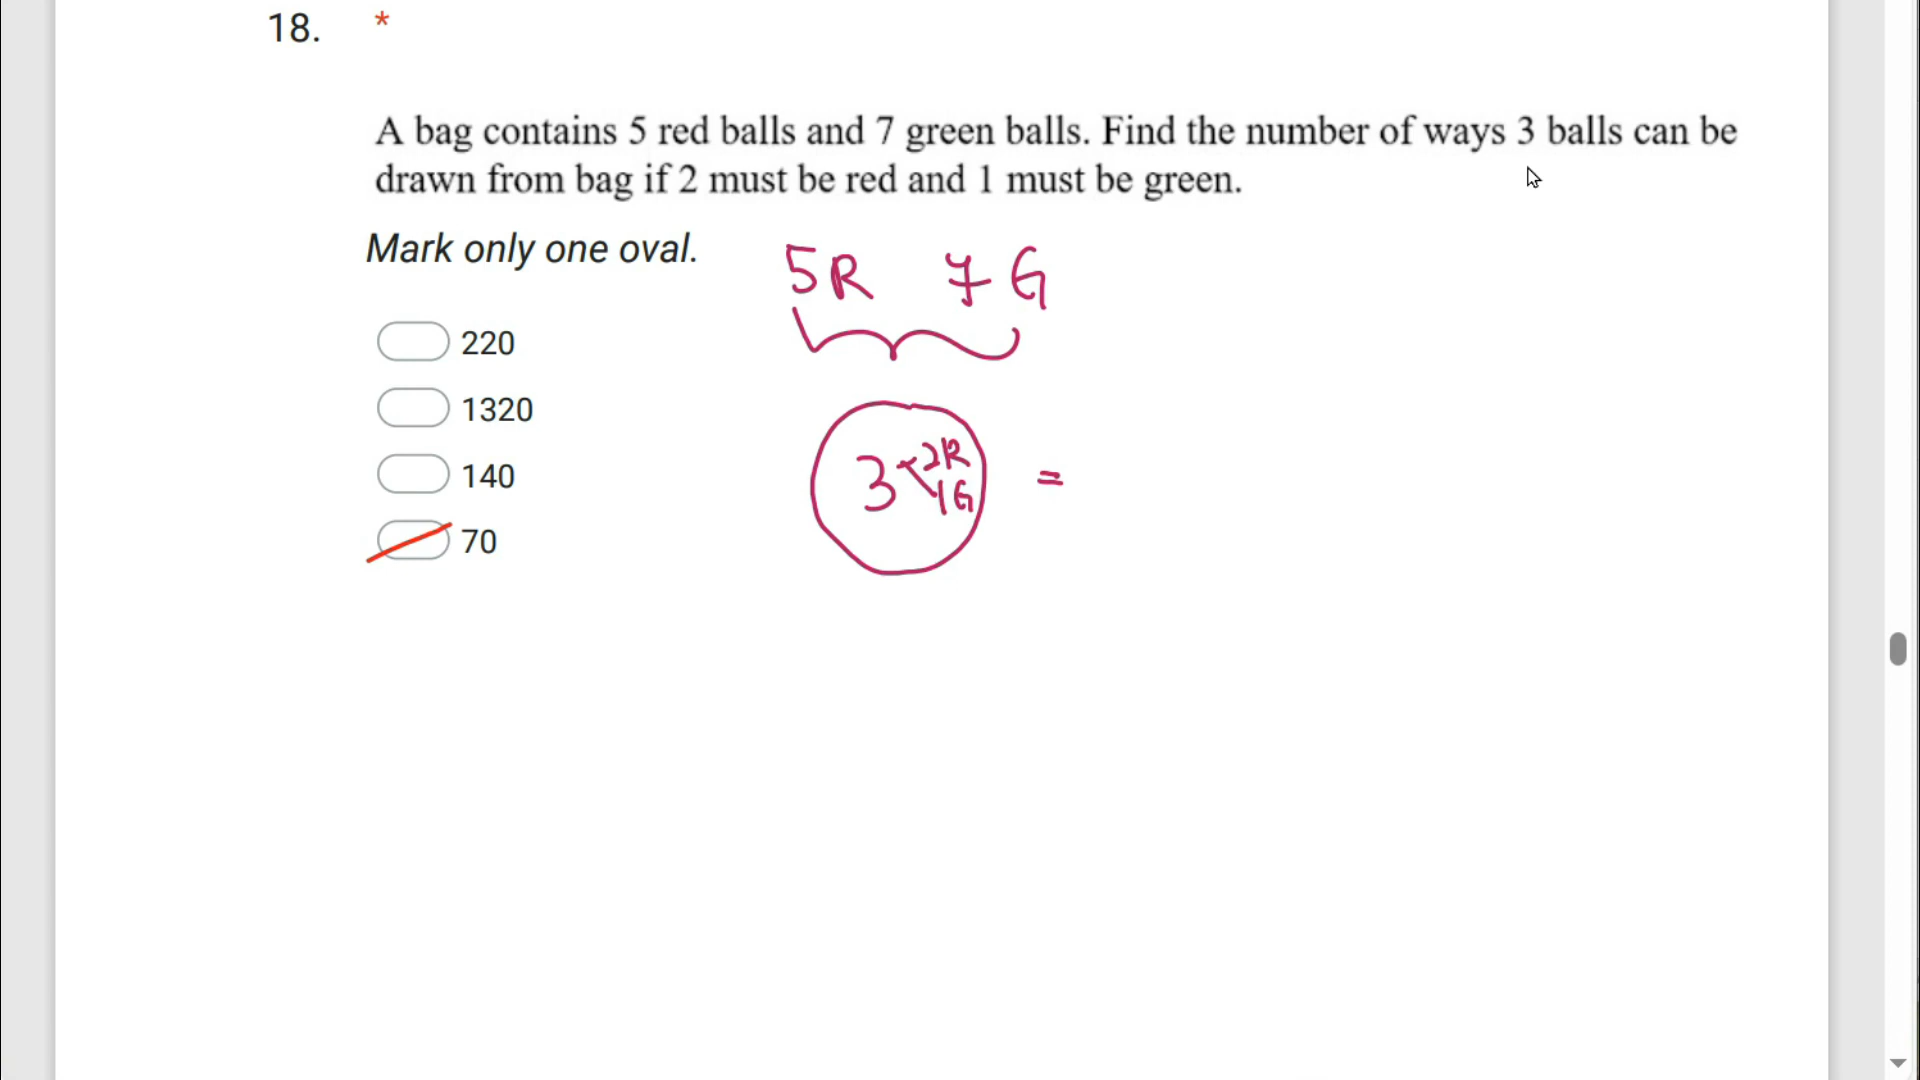 18. *
A bag contains 5 red balls and 7 green balls. Find the number of ways 3 balls can be
drawn from bag if 2 must be red and 1 must be green.
Mark only one oval.
5R 7G
220
1320
140
70
3 2R =
1G